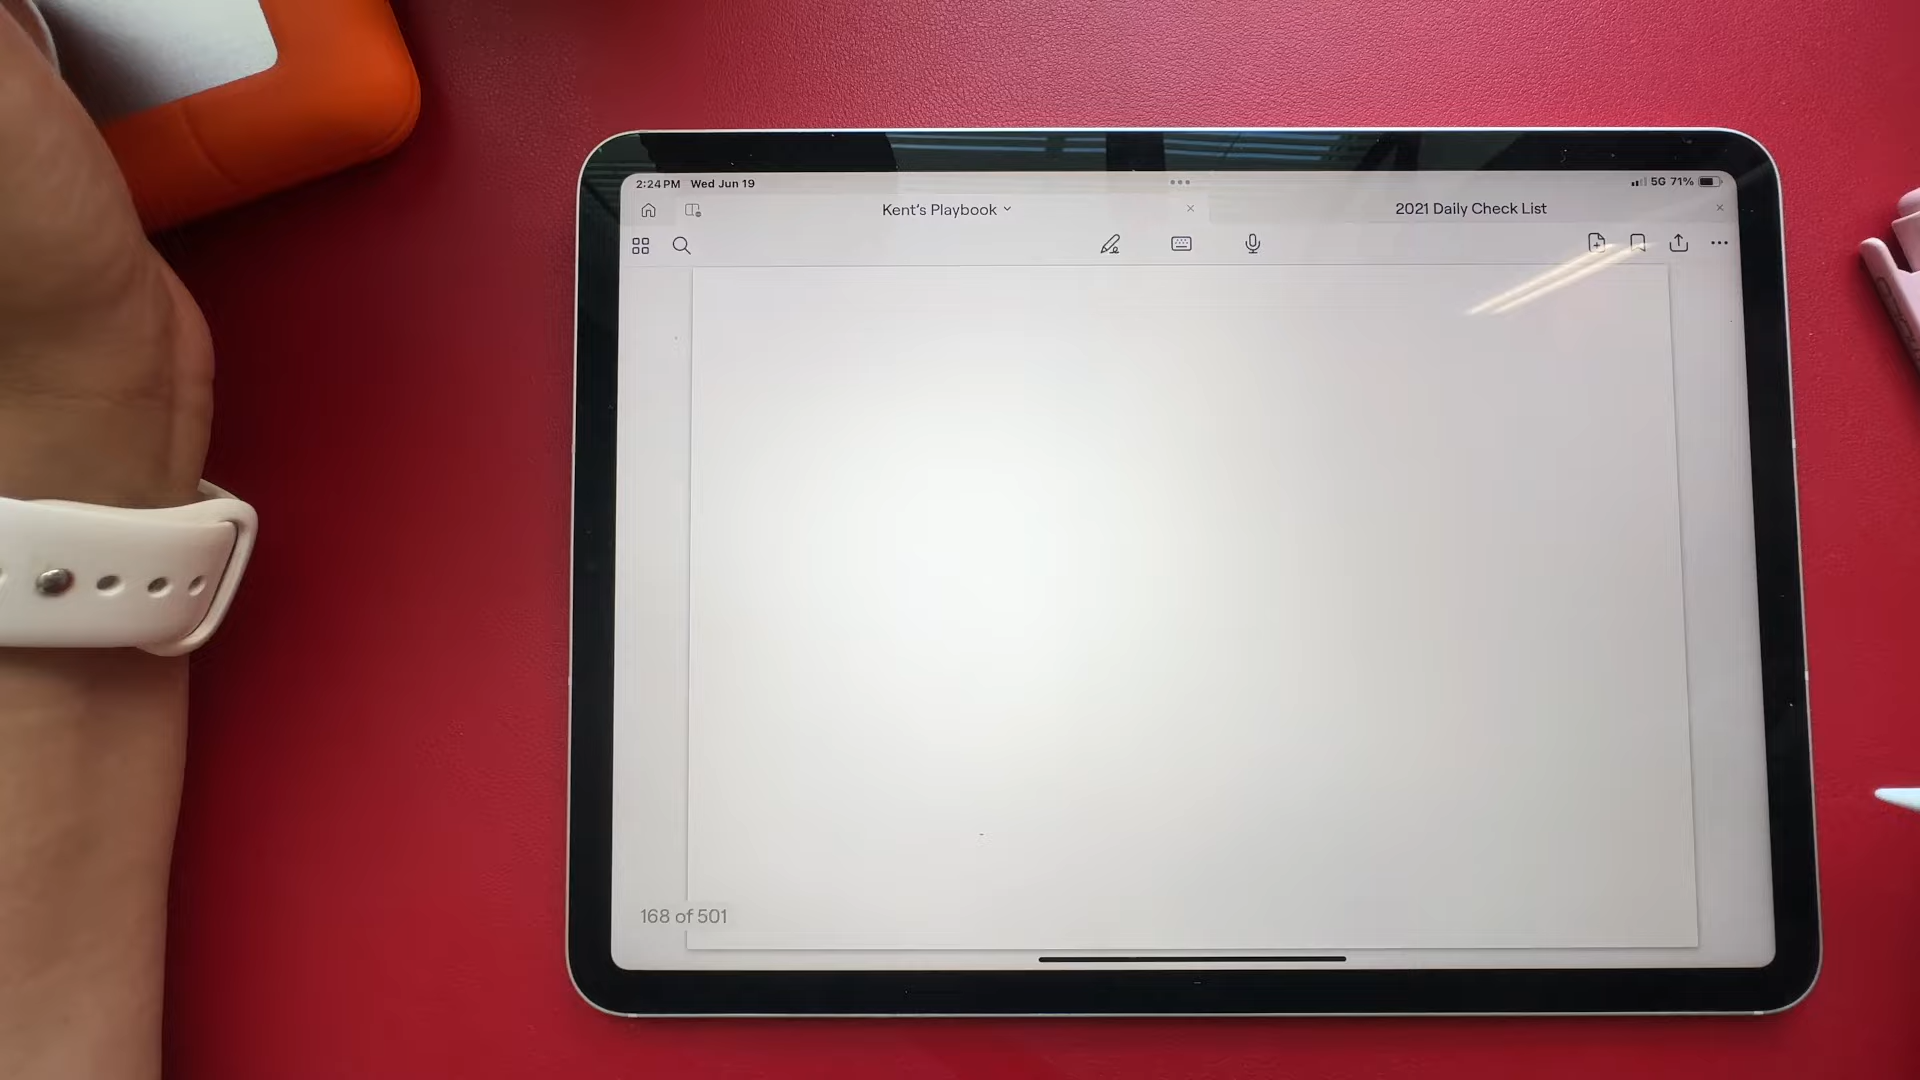 2:24 PM Wed Jun 19
5G 71%
Kent's Playbook
2021 Daily Check List
168 of 501